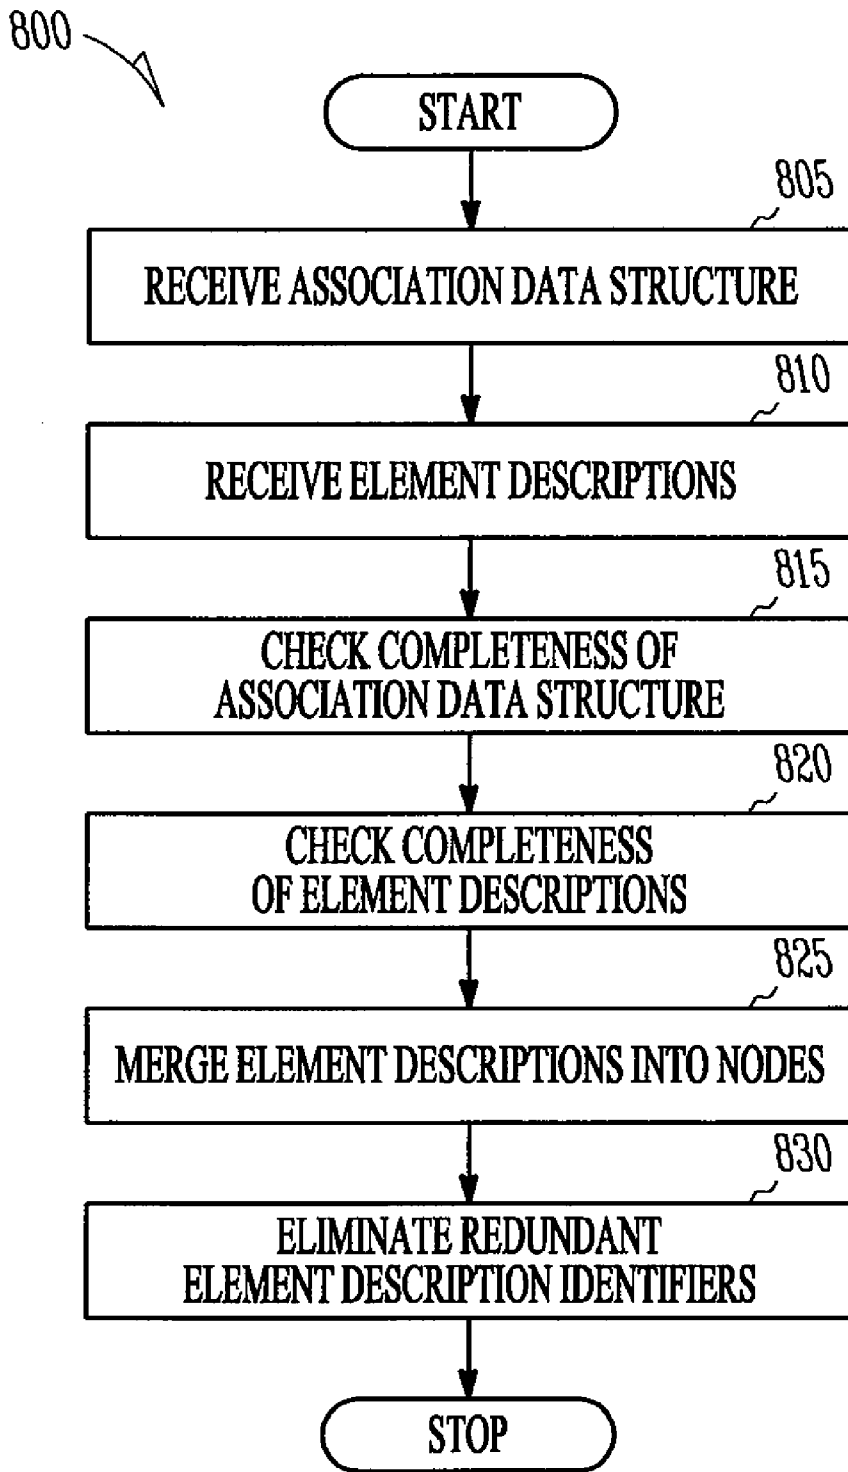 800
START
805
RECEIVE ASSOCIATION DATA STRUCTURE
810
RECEIVE ELEMENT DESCRIPTIONS
815
CHECK COMPLETENESS OF
ASSOCIATION DATA STRUCTURE
820
CHECK COMPLETENESS
OF ELEMENT DESCRIPTIONS
825
MERGE ELEMENT DESCRIPTIONS INTO NODES
830
ELIMINATE REDUNDANT
ELEMENT DESCRIPTION IDENTIFIERS
STOP